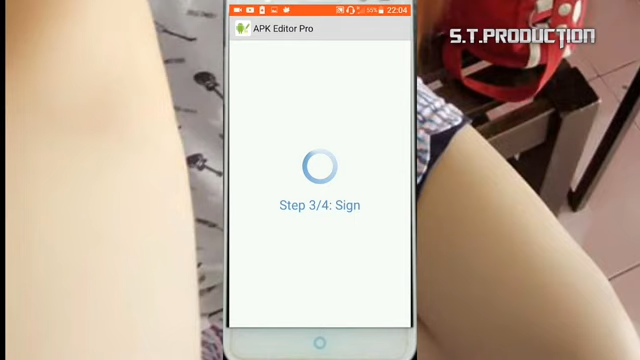 22:04
S.T.PRODUCTION
APK Editor Pro
Step 3/4: Sign